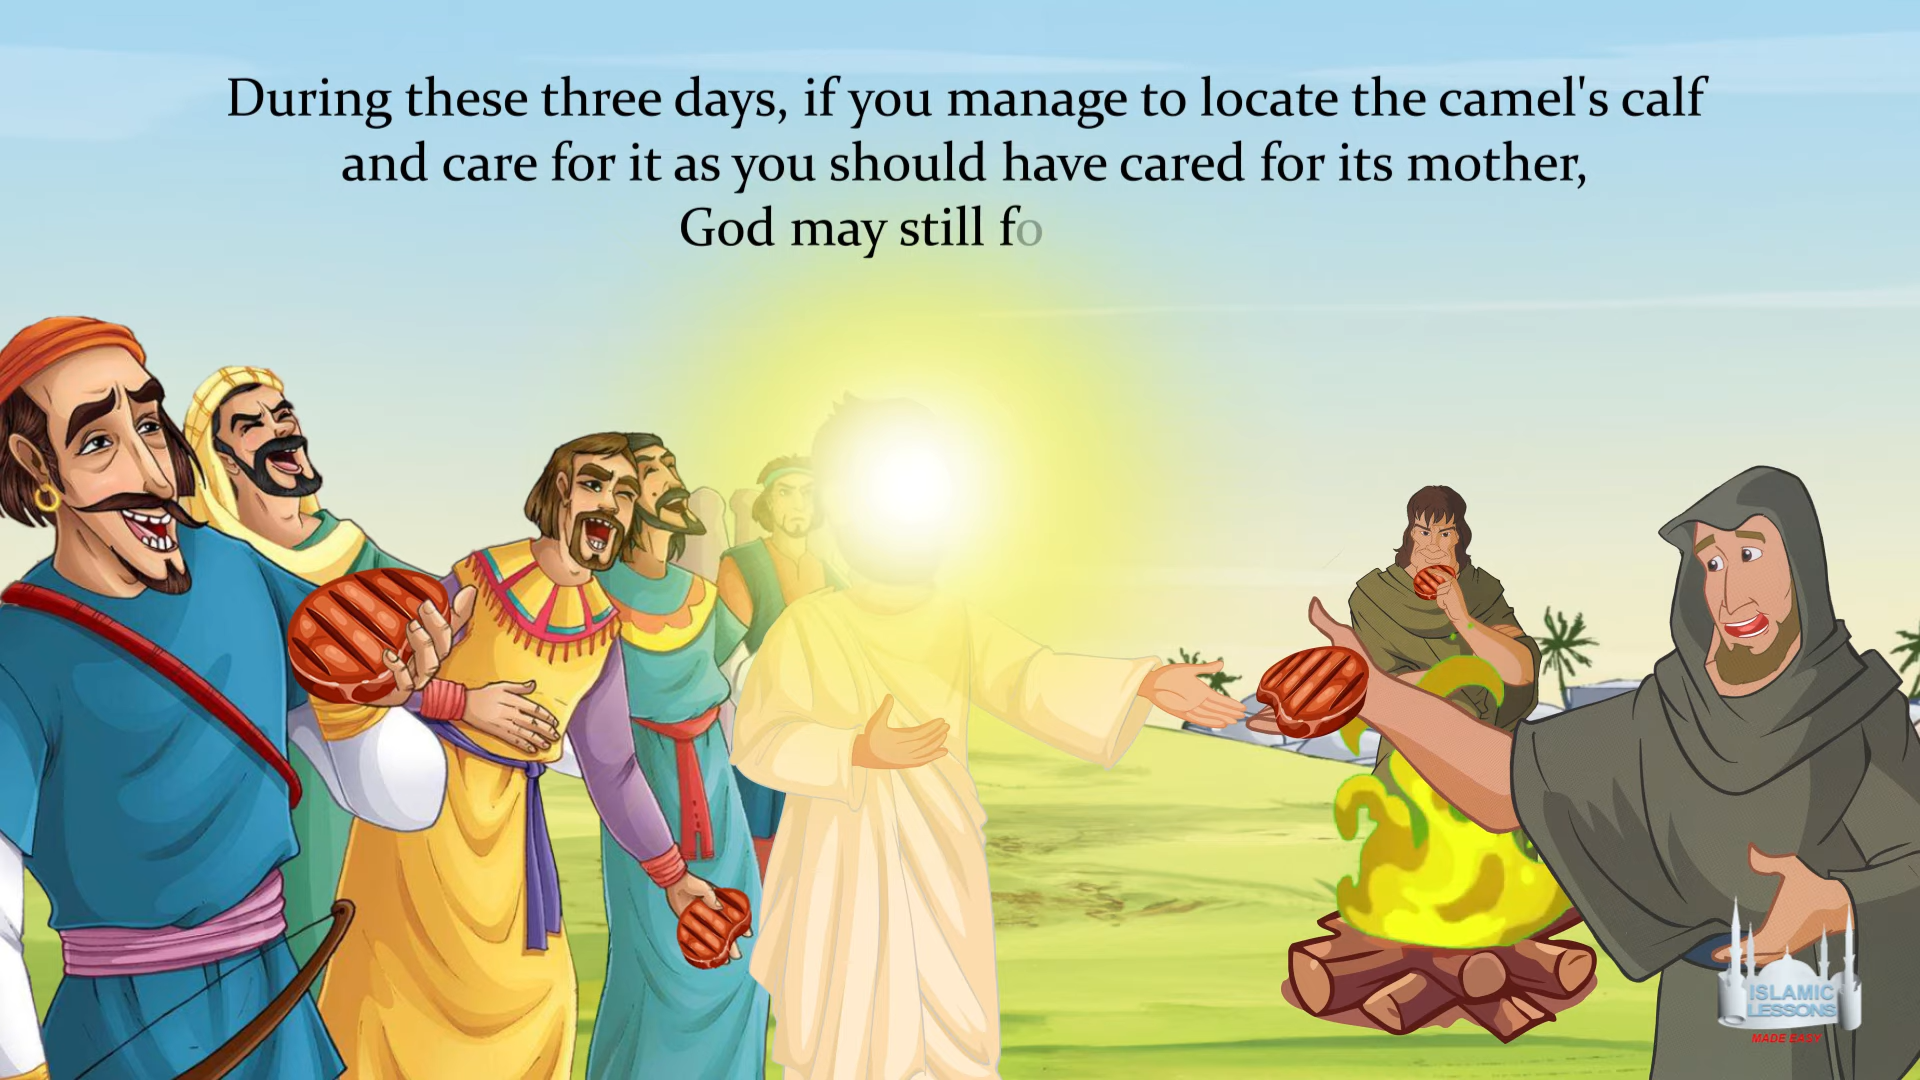 During these three days, if you manage to locate the camel's calf
and care for it as you should have cared for its mother,
God may still fo
ISLAMIC
LESSONS
MADE EASY